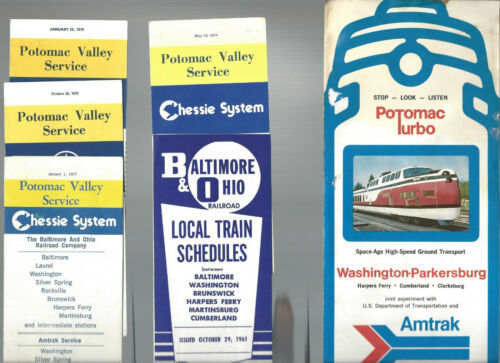 JANUARY 25, 1976
Potomac Valley
Service
October 26, 1975
Potomac Valley
Service
January 1, 1977
Potomac Valley
Service
Chessie System
The Baltimore And Ohio
Railroad Company
Baltimore
Laurel
Washington
Silver Spring
Rockville
Brunswick
Harpers Ferry
Martinsburg
and intermediate stations
Amtrak Service
Washington
Silver Spring
May 19, 1974
Potomac Valley
Service
Chessie System
BALTIMORE
& OHIO
RAILROAD
LOCAL TRAIN
SCHEDULES
between
BALTIMORE
WASHINGTON
BRUNSWICK
HARPERS FERRY
MARTINSBURG
CUMBERLAND
ISSUED OCTOBER 29, 1961
STOP – LOOK – LISTEN
PoToMac
Turbo
Space-Age High-Speed Ground Transport
Washington-Parkersburg
Harpers Ferry • Cumberland • Clarksburg
joint experiment with
U.S. Department of Transportation and
Amtrak